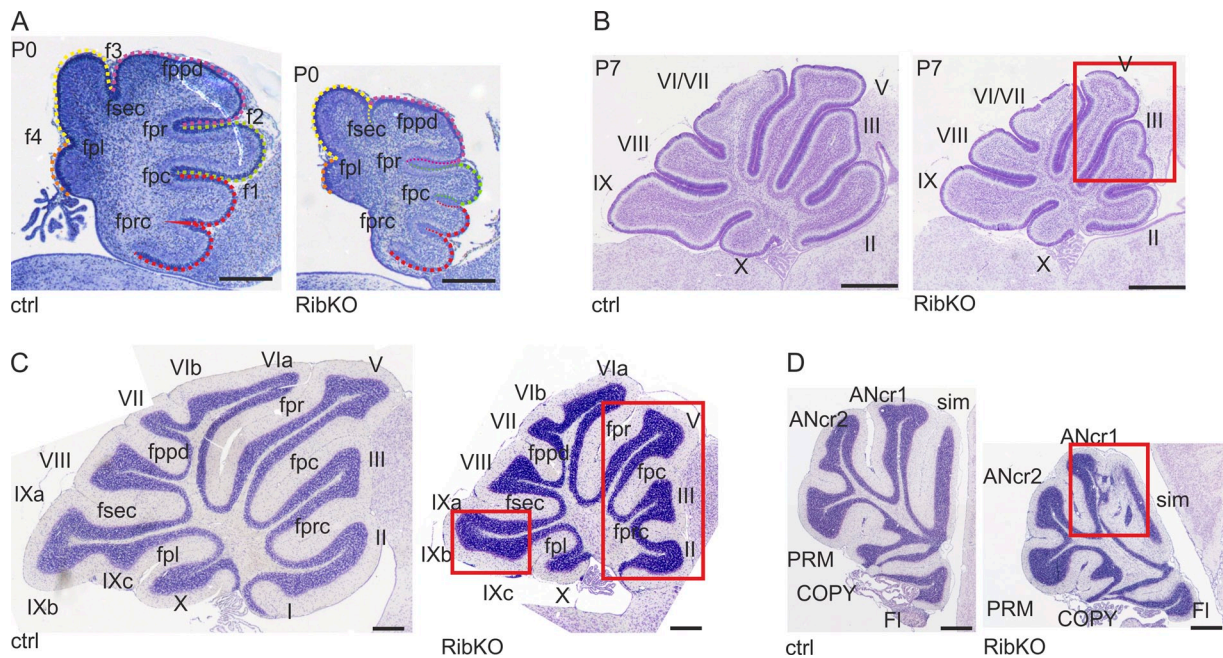 A
P0
f3
fppd
fsec
f2
fpr
f4
fpl
fpc
f1
fprc
ctrl
P0
fsec
fppd
fpr
fpl
fpc
fprc
RibKO
B
P7
VI/VII
V
III
VIII
IX
II
X
ctrl
P7
VI/VII
V
III
VIII
IX
II
X
RibKO
C
VIa
V
VIb
fpr
VII
fppd
fpc
III
VIII
IXa
fsec
fprc
II
fpl
IXc
IXb
X
I
ctrl
VIa
VIb
V
VII
fpr
fppd
fpc
VIII
III
IXa
fsec
fprc
IXb
fpl
II
IXc
X
RibKO
D
ANcr1
sim
ANcr2
PRM
COPY
Fl
ctrl
ANcr1
ANcr2
sim
PRM
COPY
Fl
RibKO